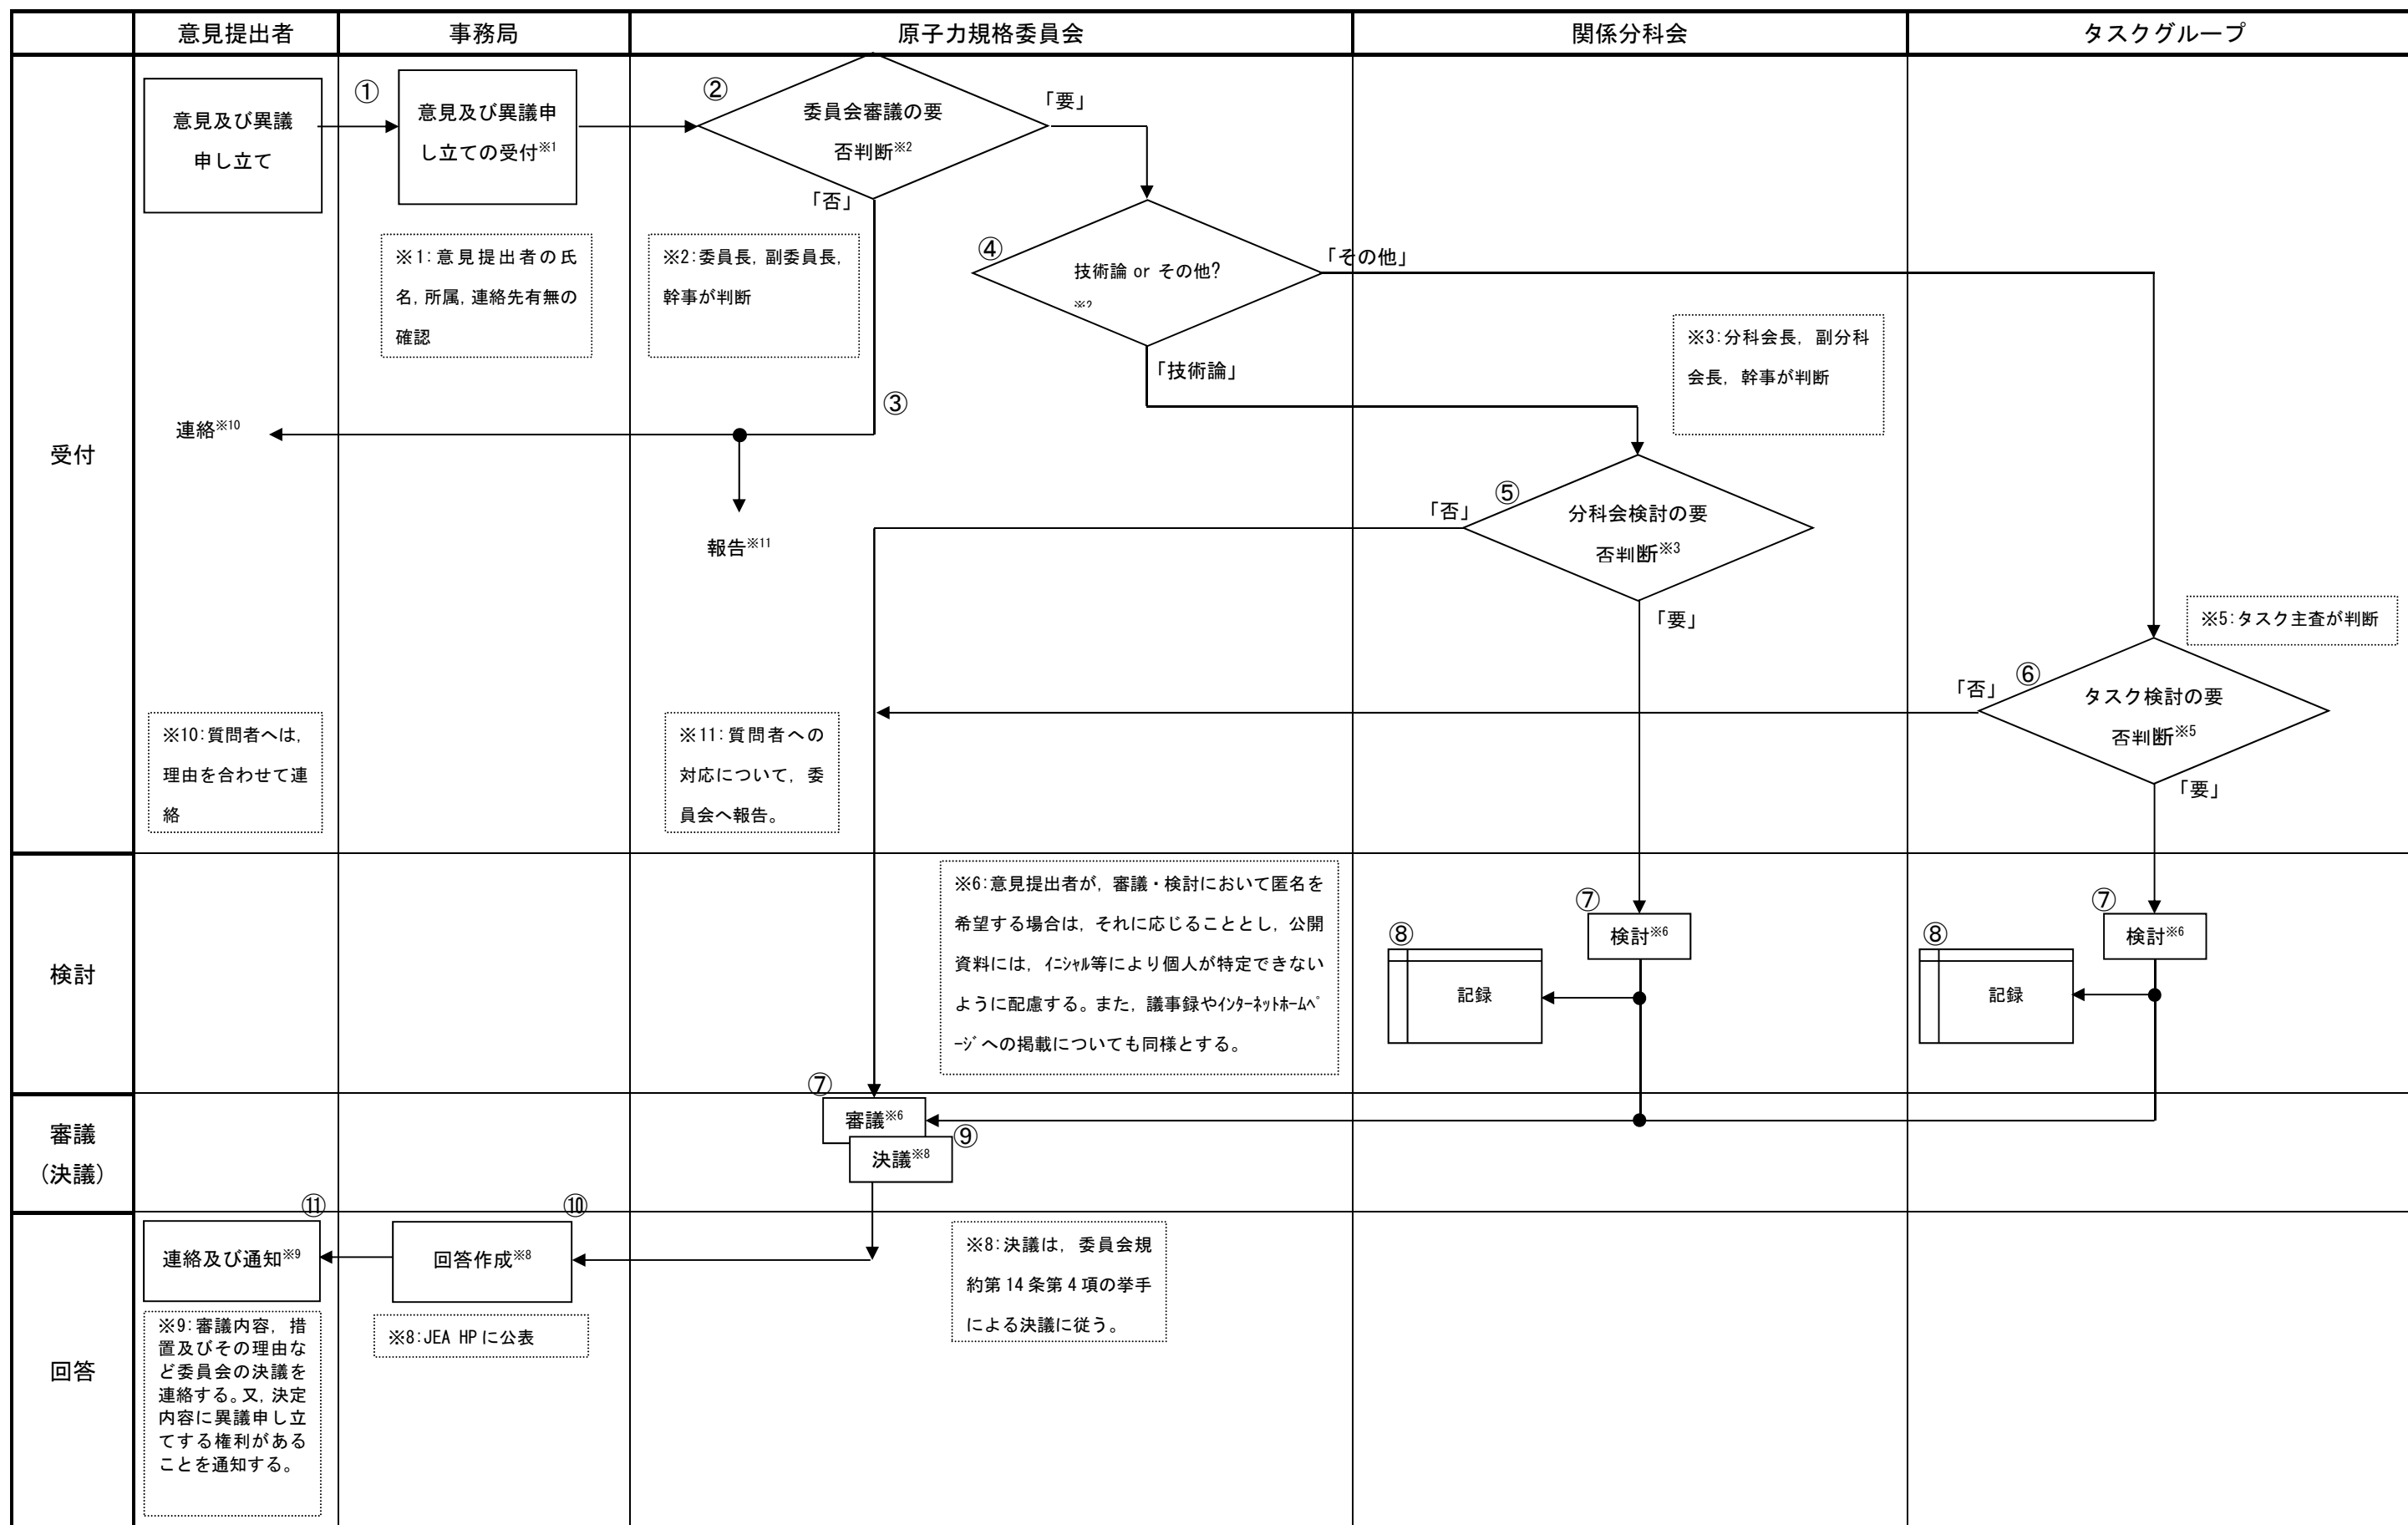 意見提出者
事務局
原子力規格委員会
関係分科会
タスクグループ
受付
意見及び異議
申し立て
①
意見及び異議申
し立ての受付※1
②
委員会審議の要
否判断※2
「要」
「否」
※1:意見提出者の氏
名,所属,連絡先有無の
確認
※2:委員長,副委員長,
幹事が判断
④
技術論 or その他?
※2
「その他」
「技術論」
※3:分科会長, 副分科
会長, 幹事が判断
③
連絡※10
報告※11
⑤
分科会検討の要
否判断※3
「否」
「要」
※5:タスク主査が判断
⑥
タスク検討の要
否判断※5
「否」
「要」
※10:質問者へは,
理由を合わせて連
絡
※11:質問者への
対応について, 委
員会へ報告。
検討
※6:意見提出者が, 審議・検討において匿名を
希望する場合は, それに応じることとし, 公開
資料には, イニシャル等により個人が特定できない
ように配慮する。また, 議事録やインターネットホームペ
ージへの掲載についても同様とする。
⑦
検討※6
⑧
記録
⑦
検討※6
⑧
記録
審議
(決議)
⑦
審議※6
⑨
決議※8
回答
⑪
連絡及び通知※9
⑩
回答作成※8
※8:決議は, 委員会規
約第 14 条第 4 項の挙手
による決議に従う。
※9:審議内容, 措
置及びその理由な
ど委員会の決議を
連絡する。又, 決定
内容に異議申し立
てする権利がある
ことを通知する。
※8:JEA HP に公表